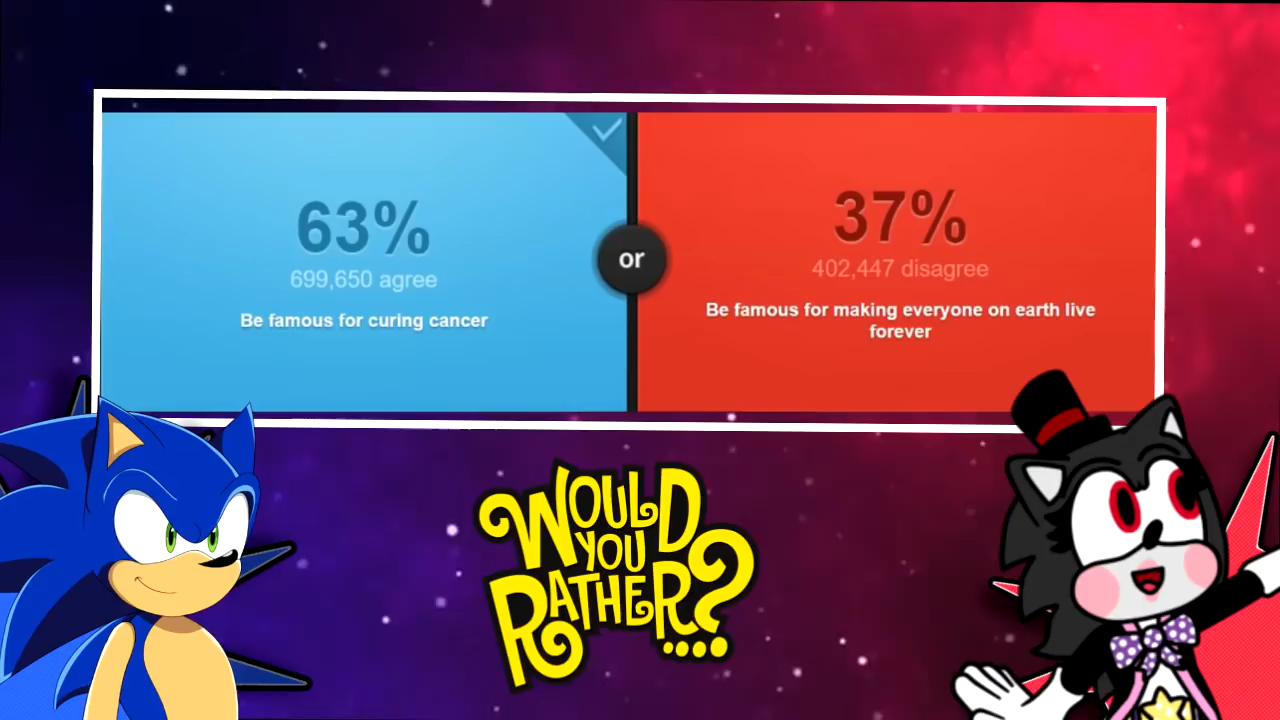 63%
699,650 agree
Be famous for curing cancer
or
37%
402,447 disagree
Be famous for making everyone on earth live
forever
WOULD
YOU
RATHER...?